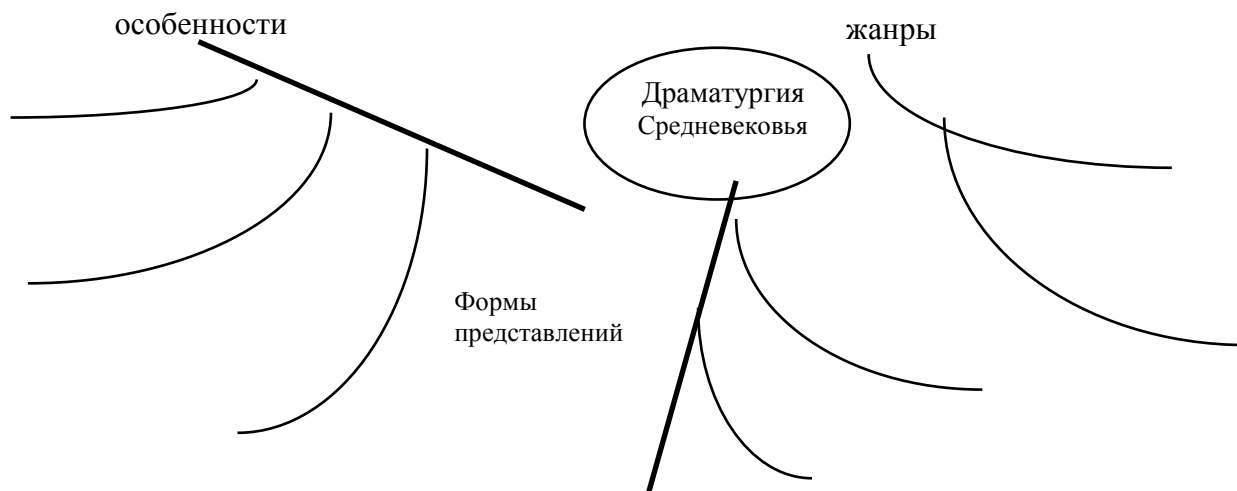 особенности
жанры
Драматургия
Средневековья
Формы
представлений